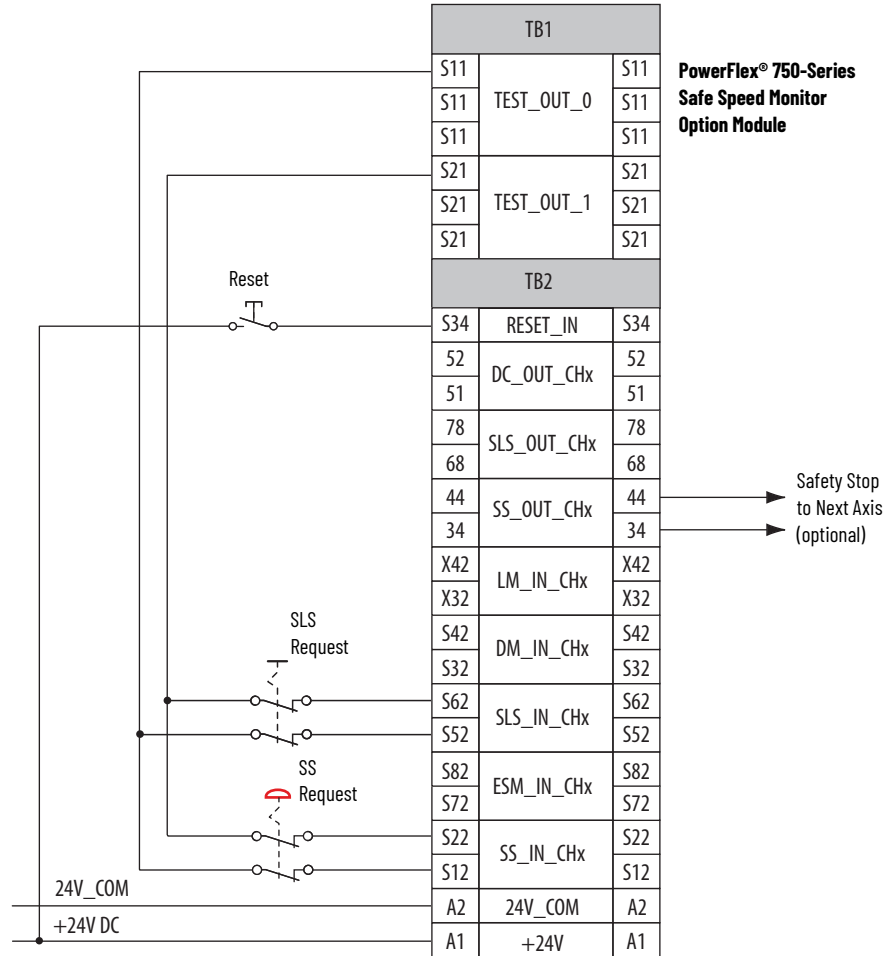 TB1
S11 S11
S11 TEST_OUT_0 S11
S11 S11
S21 S21
S21 TEST_OUT_1 S21
S21 S21
PowerFlex® 750-Series
Safe Speed Monitor
Option Module
TB2
Reset
S34 RESET_IN S34
52 DC_OUT_CHx 52
51 51
78 SLS_OUT_CHx 78
68 68
44 SS_OUT_CHx 44
34 34
Safety Stop
to Next Axis
(optional)
X42 LM_IN_CHx X42
X32 X32
SLS
Request
S42 DM_IN_CHx S42
S32 S32
S62 SLS_IN_CHx S62
S52 S52
SS
Request
S82 ESM_IN_CHx S82
S72 S72
S22 SS_IN_CHx S22
S12 S12
24V_COM
A2 24V_COM A2
+24V DC
A1 +24V A1